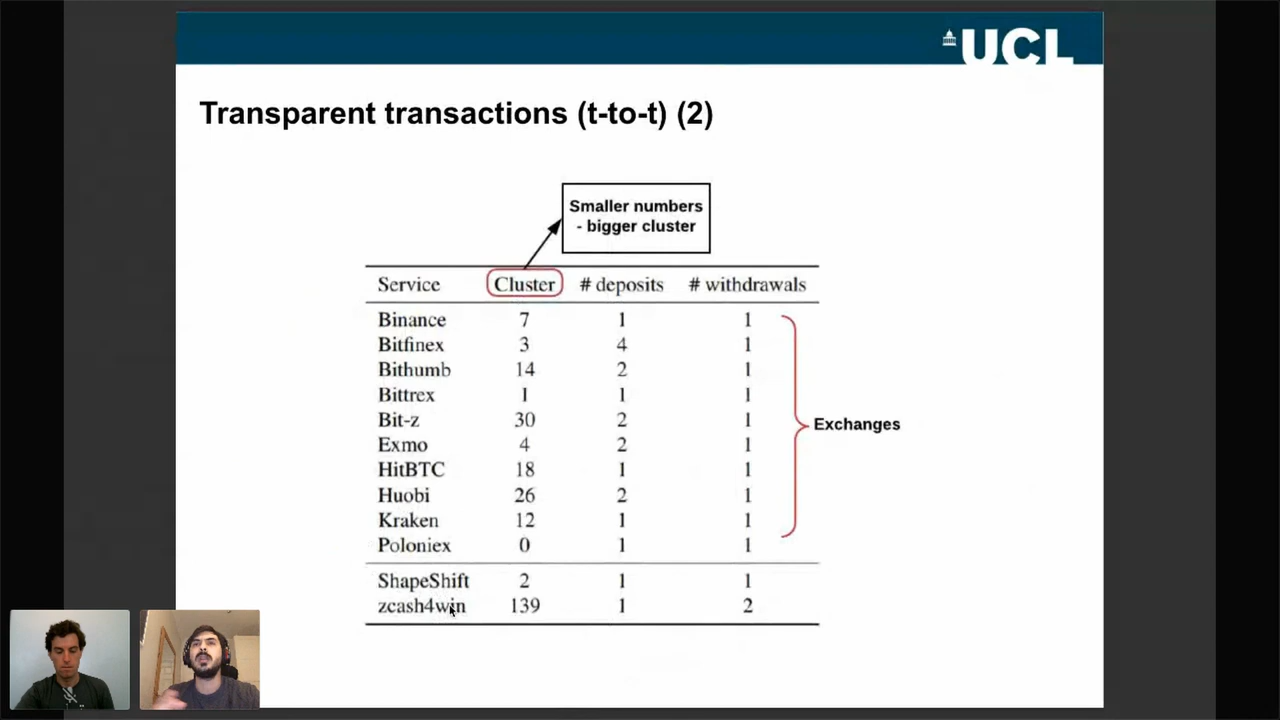 UCL
Transparent transactions (t-to-t) (2)
Smaller numbers
- bigger cluster
Service Cluster # deposits # withdrawals
Binance 7 1 1
Bitfinex 3 4 1
Bithumb 14 2 1
Bittrex 1 1 1
Bit-z 30 2 1
Exmo 4 2 1
HitBTC 18 1 1
Huobi 26 2 1
Kraken 12 1 1
Poloniex 0 1 1
Exchanges
ShapeShift 2 1 1
zcash4win 139 1 2